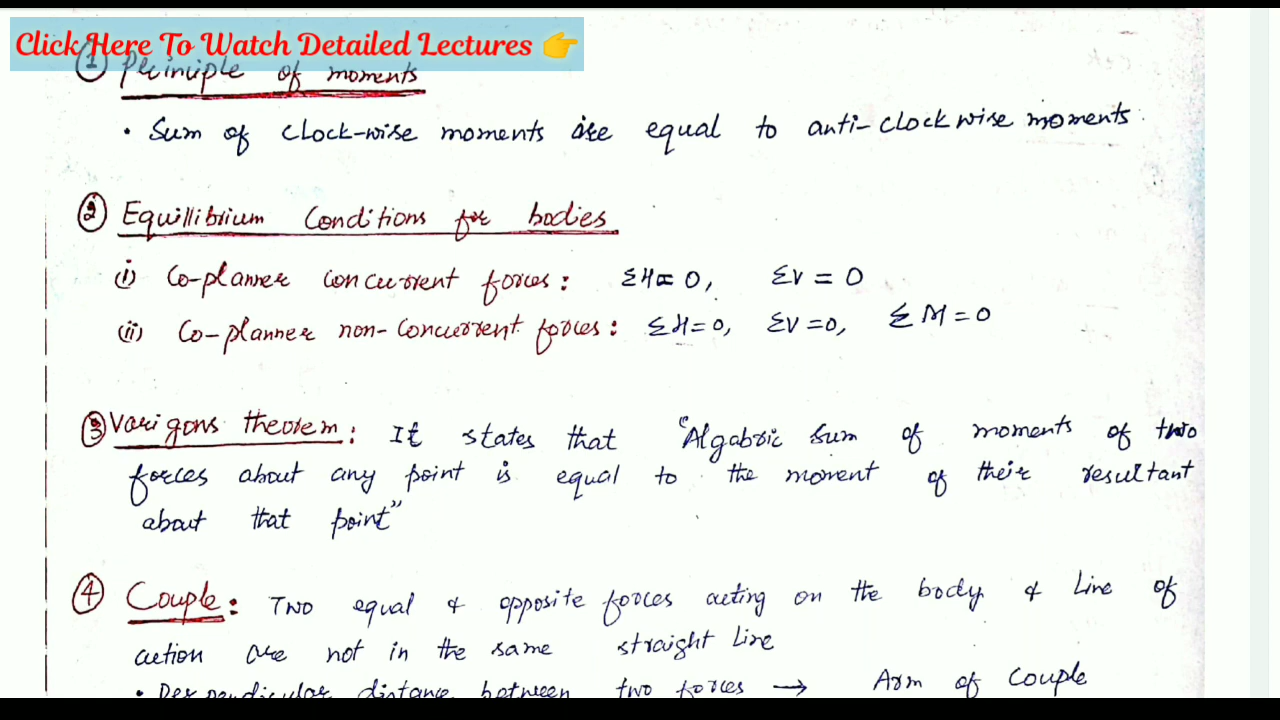 Click Here To Watch Detailed Lectures 👉
① Perinciple of moments
• Sum of clock-wise moments are equal to anti-clockwise moments.
② Equillibrium Conditions for bodies
(i) Co-planner concurrent forces: ΣH = 0, ΣV = 0
(ii) Co-planner non-concurrent forces: ΣH = 0, ΣV = 0, ΣM = 0
③ Varigons theorem: It states that "Algabric sum of moments of two
forces about any point is equal to the moment of their resultant
about that point"
④ Couple: Two equal & opposite forces acting on the body & Line of
action are not in the same straight Line
• Perpendicular distance between two forces → Arm of Couple